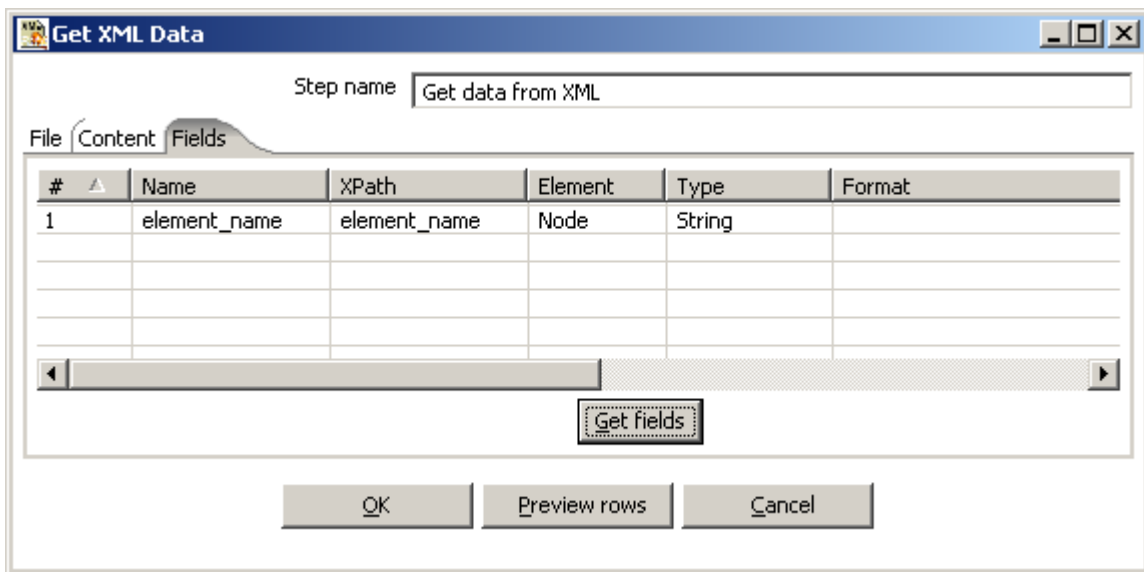 Get XML Data
Step name Get data from XML
File Content Fields
# Name XPath Element Type Format
1 element_name element_name Node String
Get fields
OK Preview rows Cancel